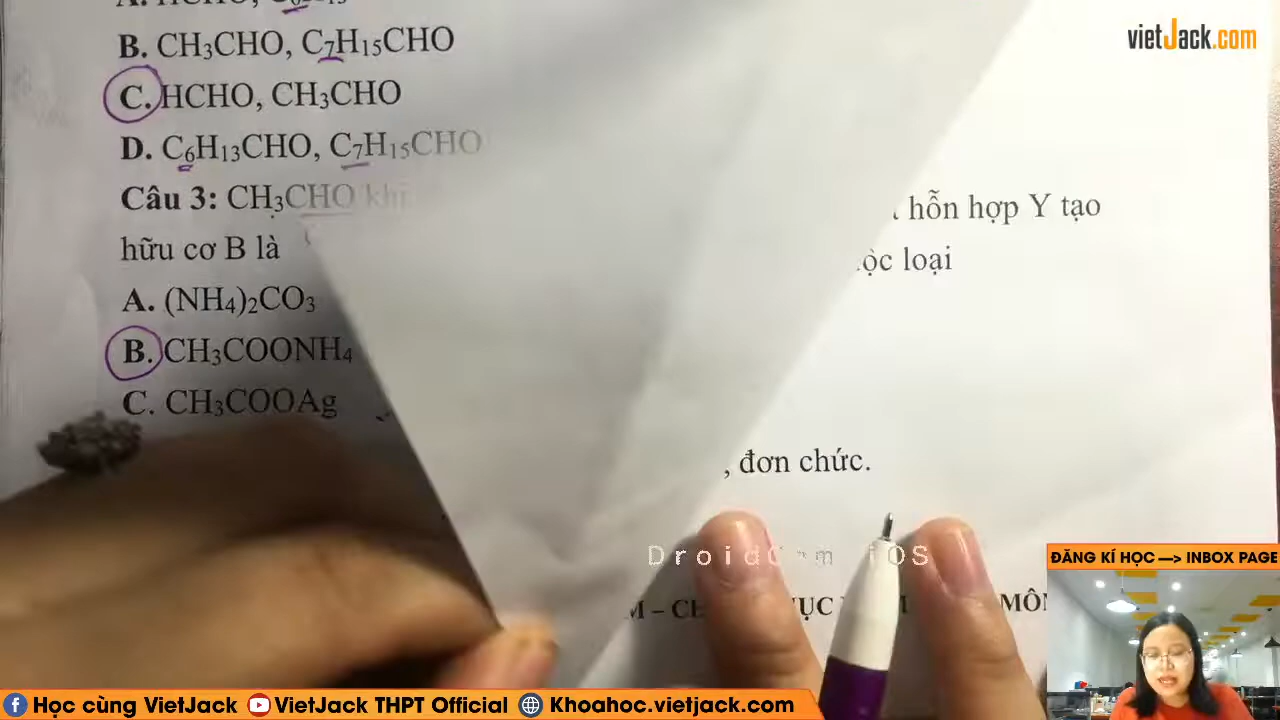 vietJack.com
B. CH₃CHO, C₇H₁₅CHO
C. HCHO, CH₃CHO
D. C₆H₁₃CHO, C₇H₁₅CHO
Câu 3: CH₃CHO khi
hỗn hợp Y tạo
hữu cơ B là
loại
A. (NH₄)₂CO₃
B. CH₃COONH₄
C. CH₃COOAg
, đơn chức.
DroidCam iOS
ĐĂNG KÍ HỌC —> INBOX PAGE
Học cùng VietJack VietJack THPT Official Khoahoc.vietjack.com